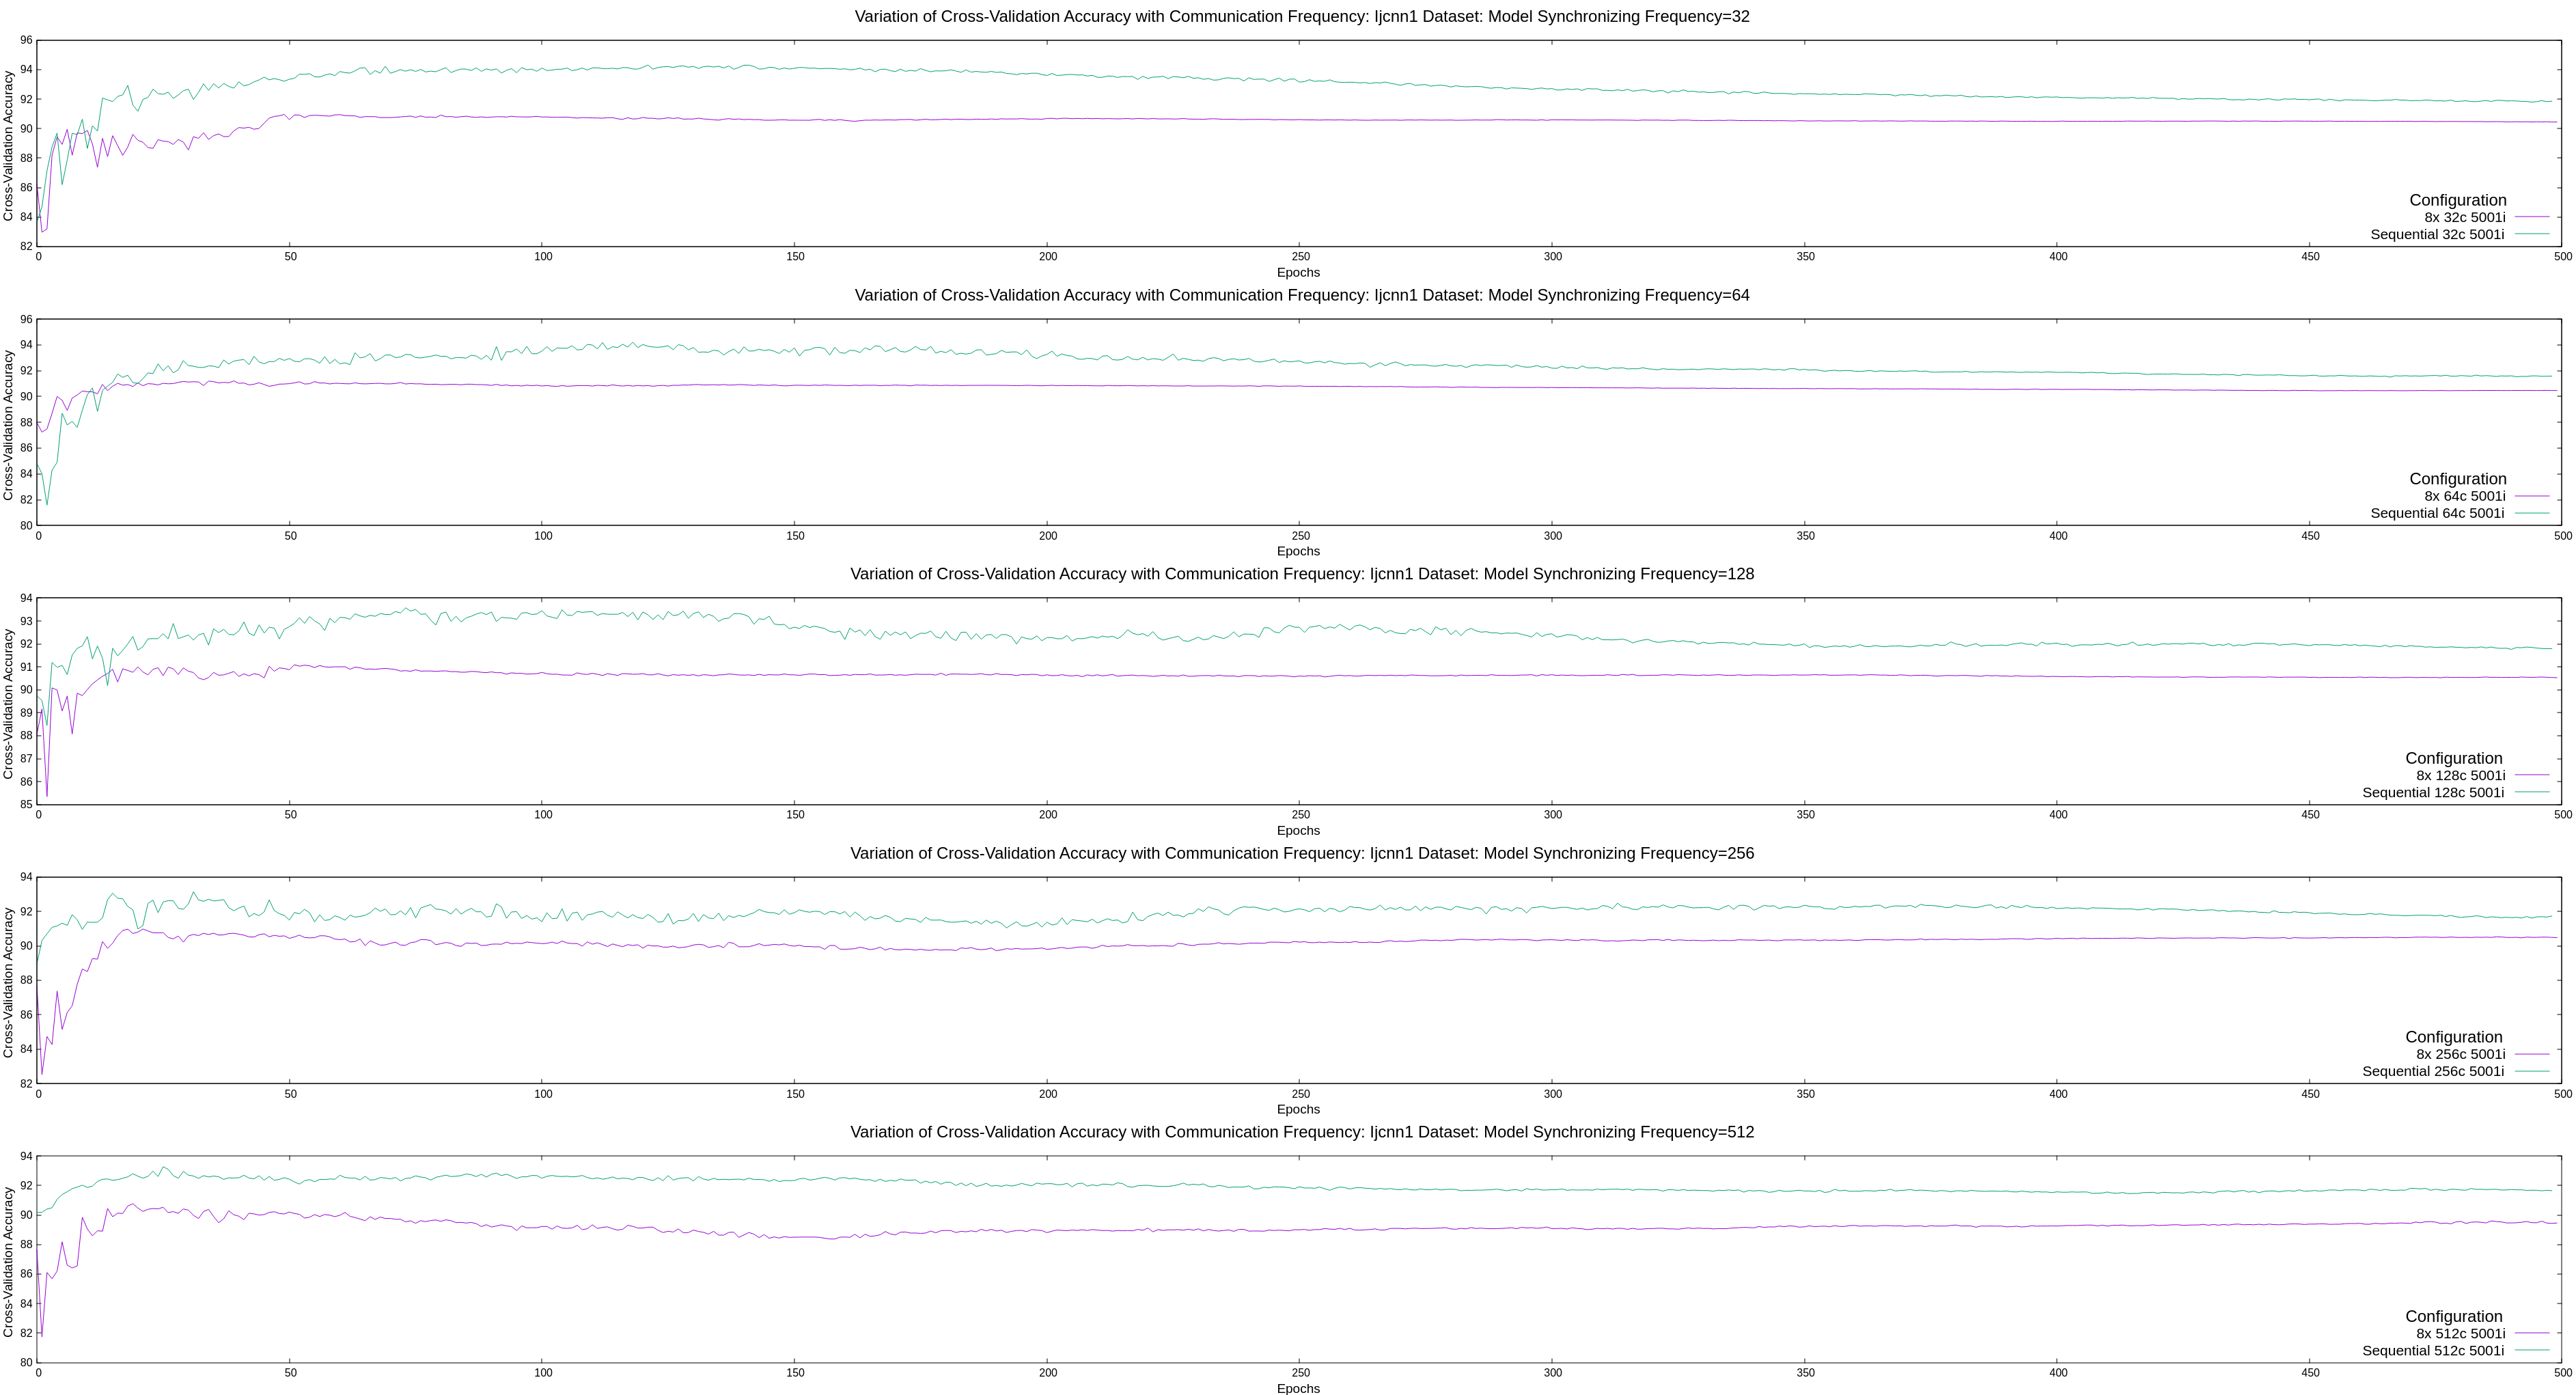 Variation of Cross-Validation Accuracy with Communication Frequency: Ijcnn1 Dataset: Model Synchronizing Frequency=32
96
94
92
90
88
86
84
82
Cross-Validation Accuracy
Configuration
8x 32c 5001i
Sequential 32c 5001i
0 50 100 150 200 250 300 350 400 450 500
Epochs
Variation of Cross-Validation Accuracy with Communication Frequency: Ijcnn1 Dataset: Model Synchronizing Frequency=64
96
94
92
90
88
86
84
82
80
Cross-Validation Accuracy
Configuration
8x 64c 5001i
Sequential 64c 5001i
0 50 100 150 200 250 300 350 400 450 500
Epochs
Variation of Cross-Validation Accuracy with Communication Frequency: Ijcnn1 Dataset: Model Synchronizing Frequency=128
94
93
92
91
90
89
88
87
86
85
Cross-Validation Accuracy
Configuration
8x 128c 5001i
Sequential 128c 5001i
0 50 100 150 200 250 300 350 400 450 500
Epochs
Variation of Cross-Validation Accuracy with Communication Frequency: Ijcnn1 Dataset: Model Synchronizing Frequency=256
94
92
90
88
86
84
82
Cross-Validation Accuracy
Configuration
8x 256c 5001i
Sequential 256c 5001i
0 50 100 150 200 250 300 350 400 450 500
Epochs
Variation of Cross-Validation Accuracy with Communication Frequency: Ijcnn1 Dataset: Model Synchronizing Frequency=512
94
92
90
88
86
84
82
80
Cross-Validation Accuracy
Configuration
8x 512c 5001i
Sequential 512c 5001i
0 50 100 150 200 250 300 350 400 450 500
Epochs